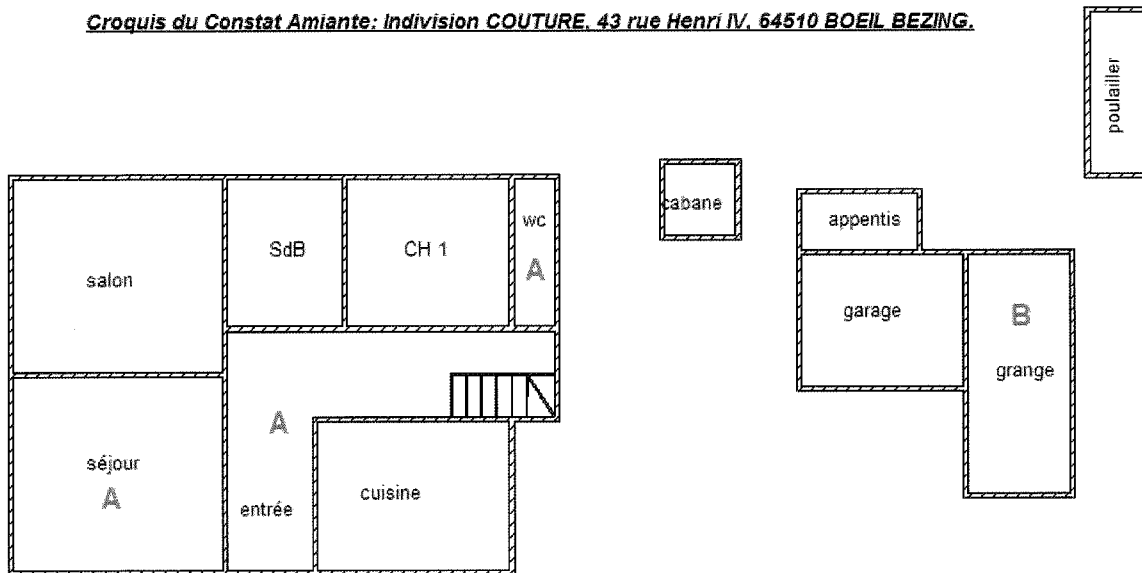 Croquis du Constat Amiante: Indivision COUTURE, 43 rue Henri IV, 64510 BOEIL BEZING.
poulailler
cabane
appentis
garage
B
grange
salon
SdB
CH 1
wc
A
séjour
A
A
entrée
cuisine